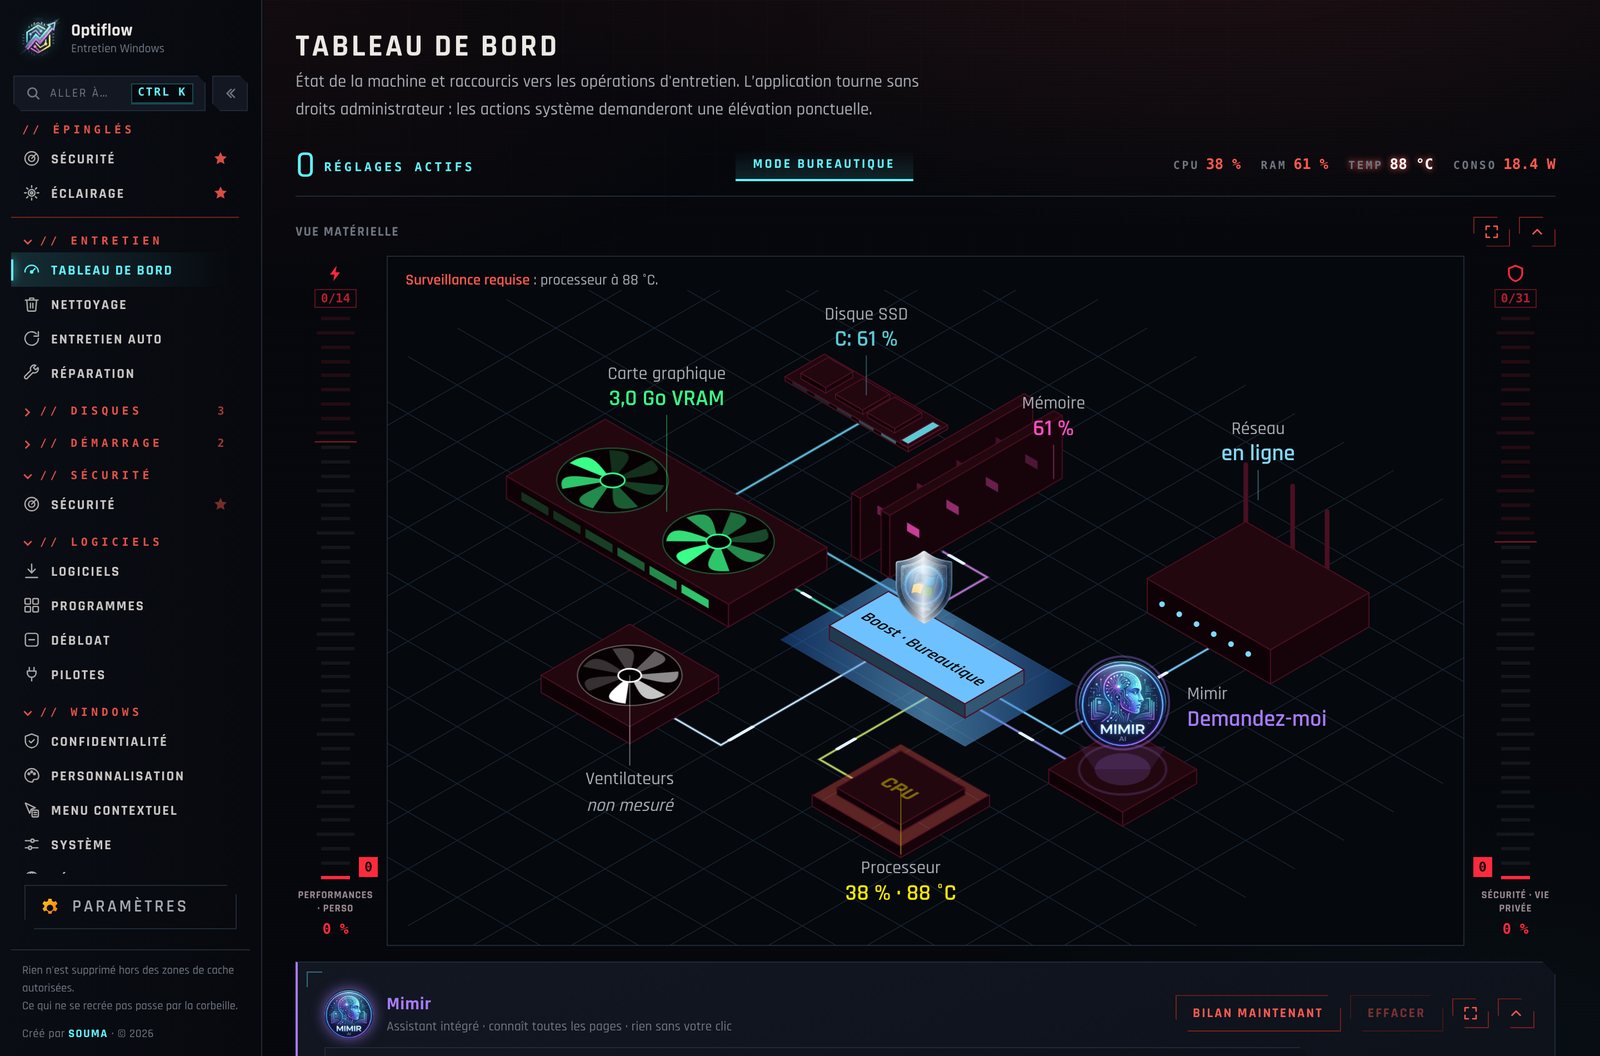 Optiflow
Entretien Windows
ALLER À…
CTRL K
// ÉPINGLÉS
SÉCURITÉ
ÉCLAIRAGE
// ENTRETIEN
TABLEAU DE BORD
NETTOYAGE
ENTRETIEN AUTO
RÉPARATION
// DISQUES 3
// DÉMARRAGE 2
// SÉCURITÉ
SÉCURITÉ
// LOGICIELS
LOGICIELS
PROGRAMMES
DÉBLOAT
PILOTES
// WINDOWS
CONFIDENTIALITÉ
PERSONNALISATION
MENU CONTEXTUEL
SYSTÈME
PARAMÈTRES
Rien n'est supprimé hors des zones de cache
autorisées.
Ce qui ne se recrée pas passe par la corbeille.
Créé par SOUMA · © 2026
TABLEAU DE BORD
État de la machine et raccourcis vers les opérations d'entretien. L'application tourne sans
droits administrateur : les actions système demanderont une élévation ponctuelle.
0 RÉGLAGES ACTIFS
MODE BUREAUTIQUE
CPU 38 % RAM 61 % TEMP 88 °C CONSO 18.4 W
VUE MATÉRIELLE
0/14
0
PERFORMANCES
· PERSO
0 %
Surveillance requise : processeur à 88 °C.
Disque SSD
C: 61 %
Carte graphique
3,0 Go VRAM
Mémoire
61 %
Réseau
en ligne
Boost · Bureautique
MIMIR
AI
Mimir
Demandez-moi
Ventilateurs
non mesuré
CPU
Processeur
38 % · 88 °C
0/31
0
SÉCURITÉ · VIE
PRIVÉE
0 %
MIMIR
Mimir
Assistant intégré · connaît toutes les pages · rien sans votre clic
BILAN MAINTENANT
EFFACER